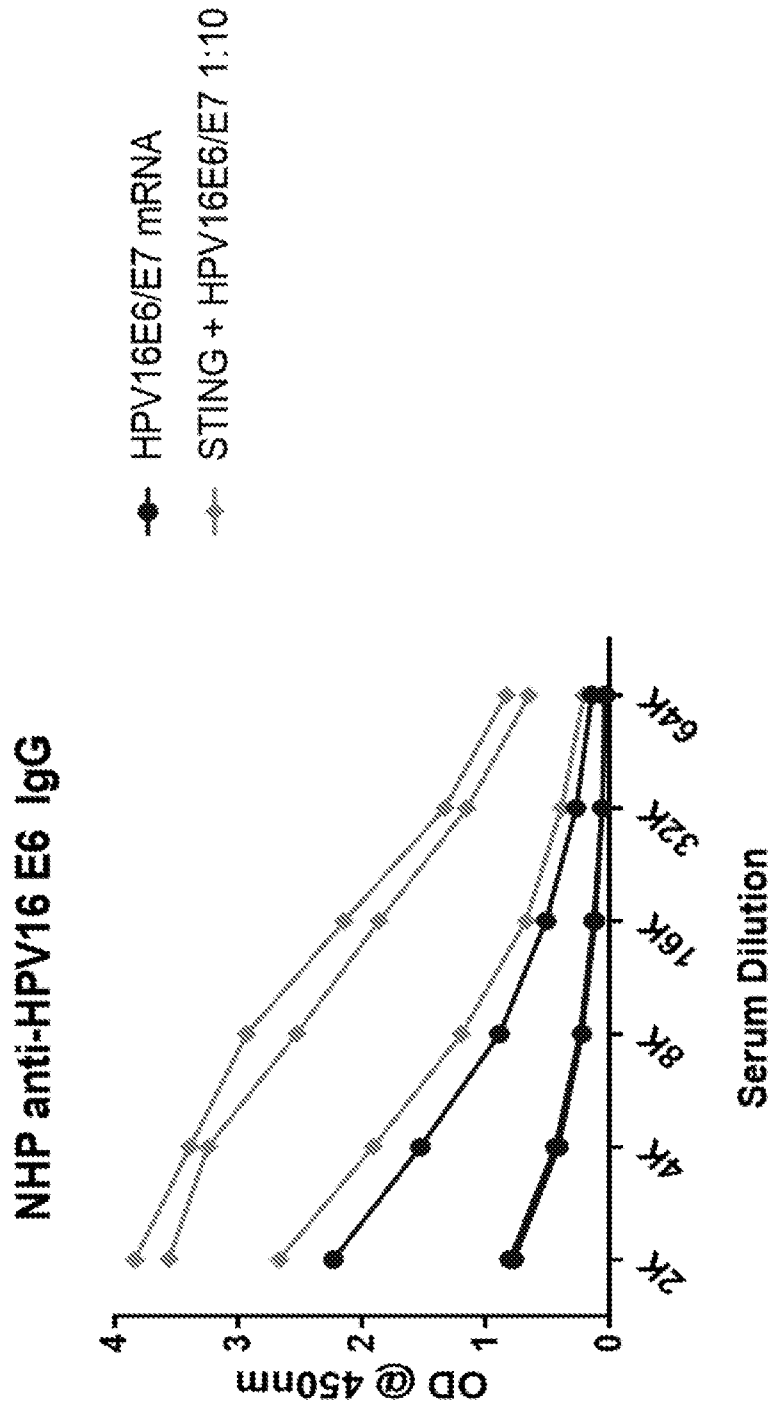 NHP anti-HPV16 E6 IgG
HPV16E6/E7 mRNA
STING + HPV16E6/E7 1:10
OD @ 450nm
4
3
2
1
0
2K
4K
8K
16K
32K
64K
Serum Dilution